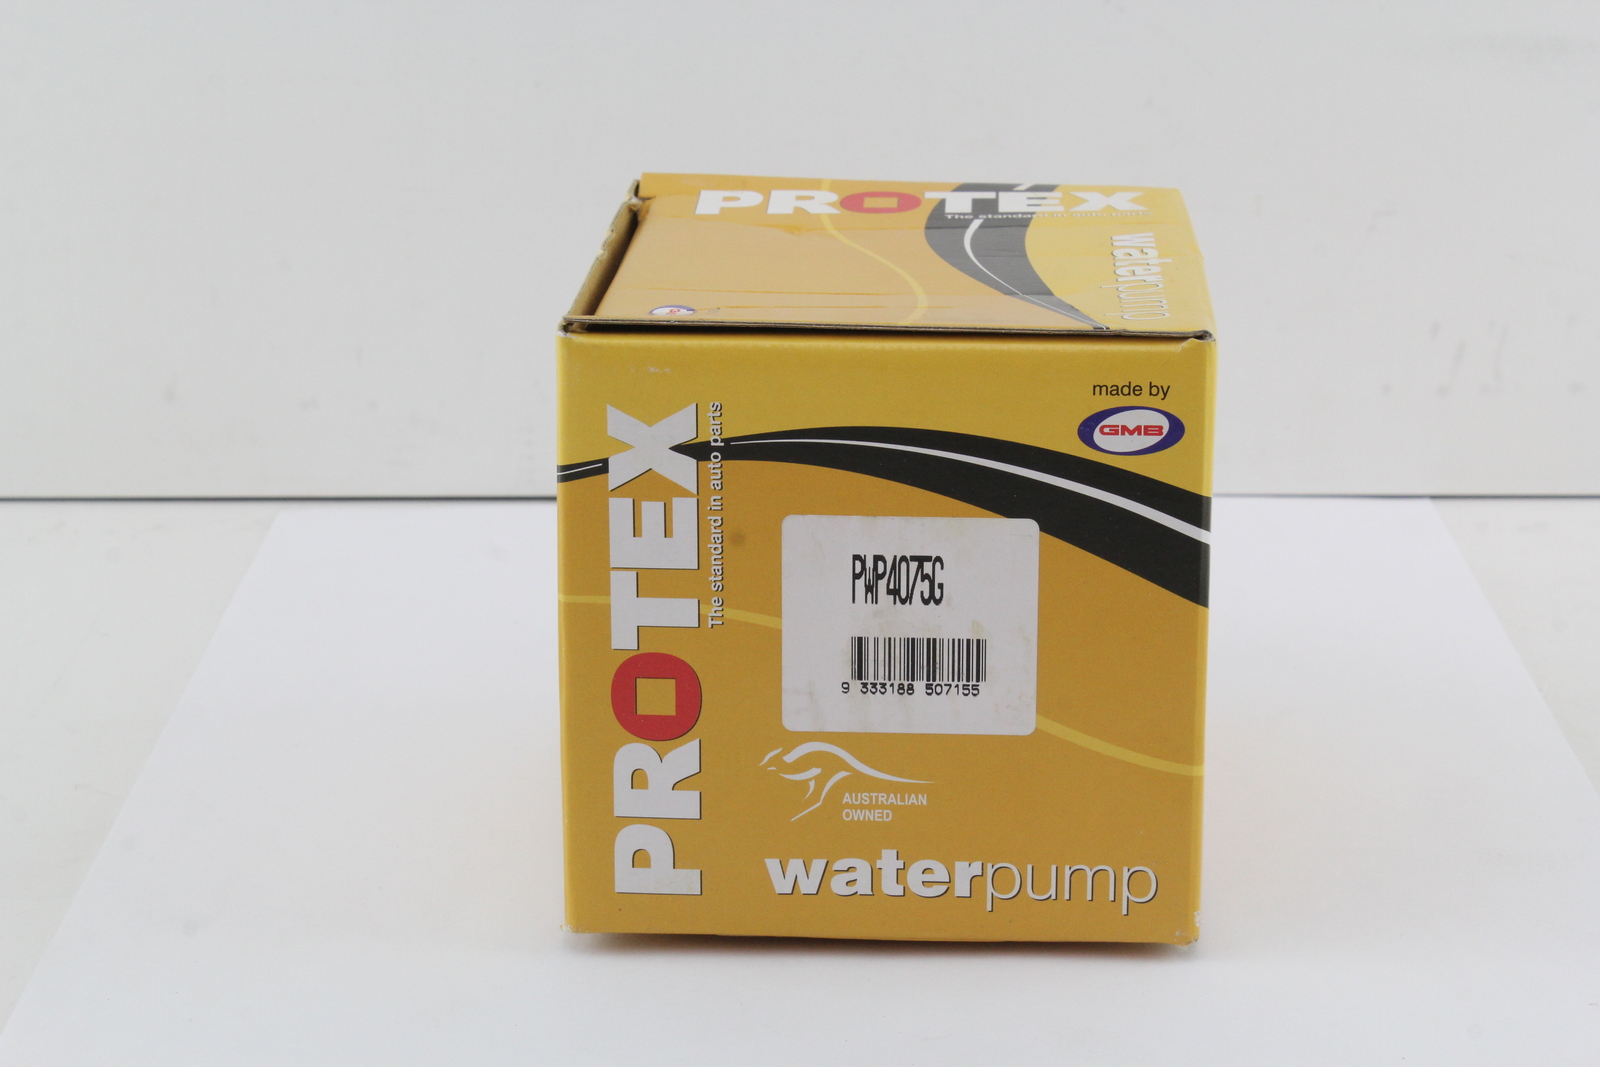 PROTEX
The standard in auto parts
waterpump
made by
GMB
PROTEX
The standard in auto parts
PWP4075G
9 333188 507155
AUSTRALIAN
OWNED
waterpump